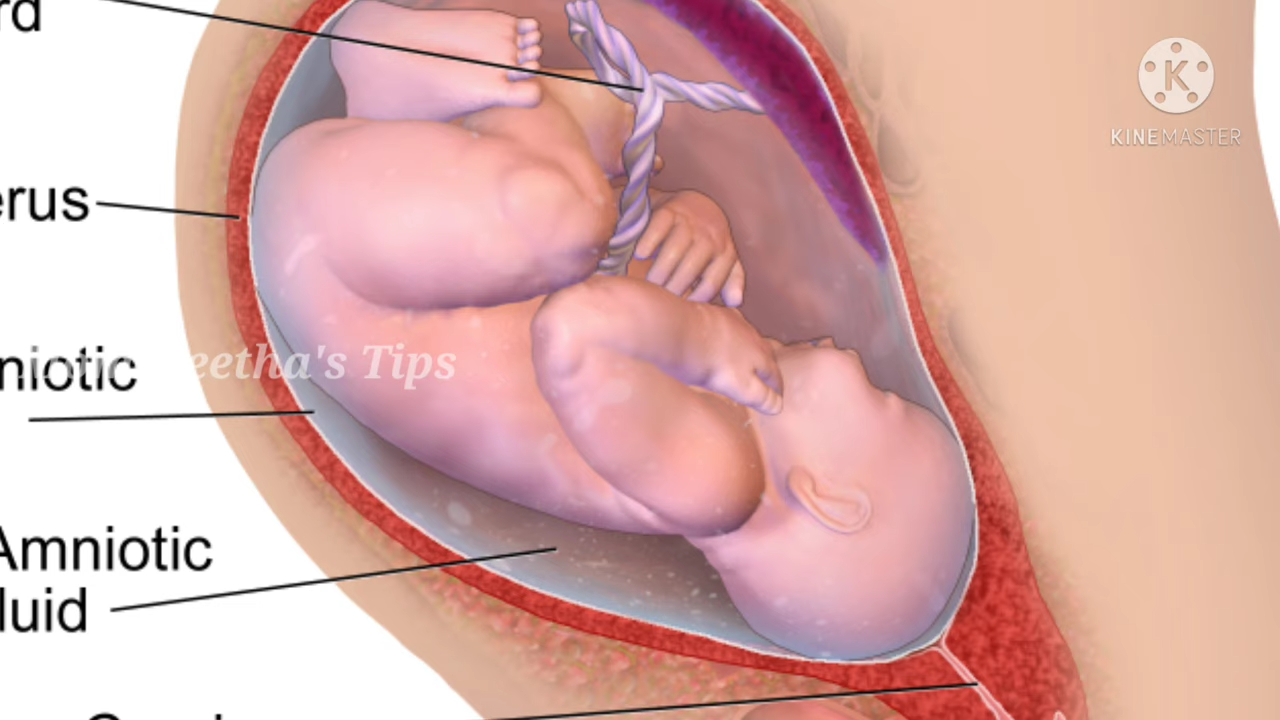 rd
KINEMASTER
erus
niotic
eetha's Tips
Amniotic
luid